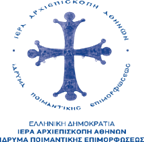 ΙΕΡΑ ΑΡΧΙΕΠΙΣΚΟΠΗ ΑΘΗΝΩΝ
ΙΔΡΥΜΑ ΠΟΙΜΑΝΤΙΚΗΣ ΕΠΙΜΟΡΦΩΣΕΩΣ
ΕΛΛΗΝΙΚΗ ΔΗΜΟΚΡΑΤΙΑ
ΙΕΡΑ ΑΡΧΙΕΠΙΣΚΟΠΗ ΑΘΗΝΩΝ
ΙΔΡΥΜΑ ΠΟΙΜΑΝΤΙΚΗΣ ΕΠΙΜΟΡΦΩΣΕΩΣ